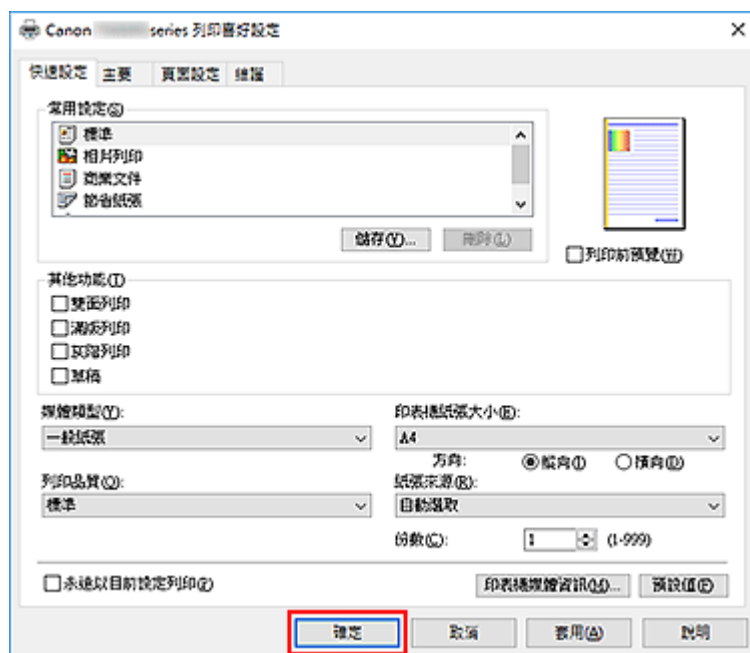 Canon series 列印喜好設定
快速設定 主要 頁面設定 維護
常用設定(S)
標準
相片列印
商業文件
節省紙張
儲存(Y)... 刪除(L)
列印前預覽(W)
其他功能(T)
雙面列印
滿版列印
灰階列印
草稿
媒體類型(Y):
一般紙張
印表機紙張大小(E):
A4
方向: 縱向(I) 橫向(D)
列印品質(Q):
標準
紙張來源(R):
自動選取
份數(C): 1 (1-999)
永遠以目前設定列印(P)
印表機媒體資訊(M)... 預設值(F)
確定 取消 套用(A) 說明